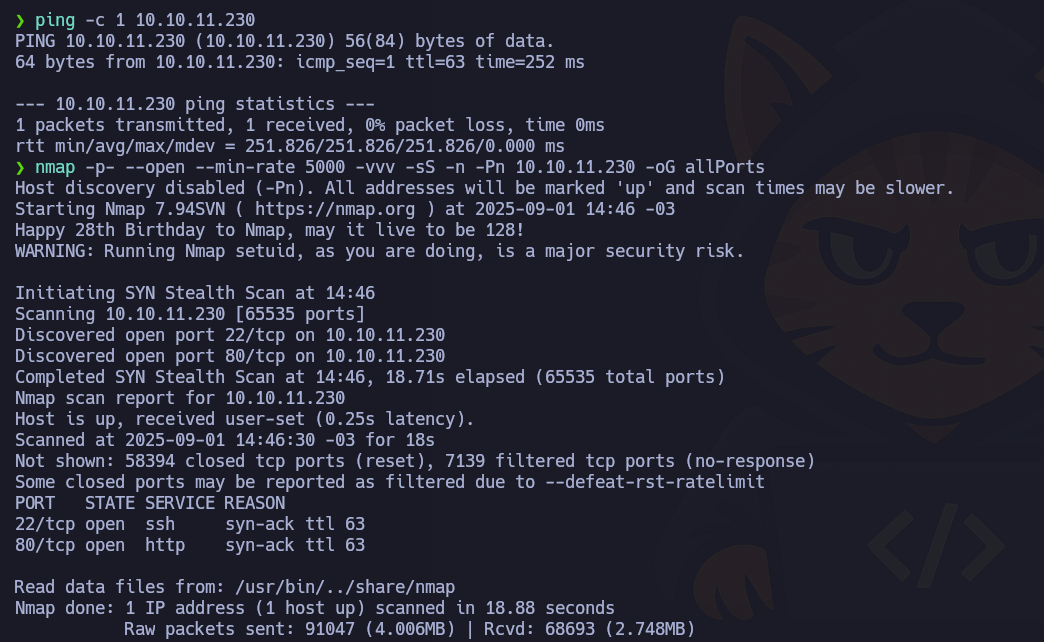 ❯ ping -c 1 10.10.11.230
PING 10.10.11.230 (10.10.11.230) 56(84) bytes of data.
64 bytes from 10.10.11.230: icmp_seq=1 ttl=63 time=252 ms
--- 10.10.11.230 ping statistics ---
1 packets transmitted, 1 received, 0% packet loss, time 0ms
rtt min/avg/max/mdev = 251.826/251.826/251.826/0.000 ms
❯ nmap -p- --open --min-rate 5000 -vvv -sS -n -Pn 10.10.11.230 -oG allPorts
Host discovery disabled (-Pn). All addresses will be marked 'up' and scan times may be slower.
Starting Nmap 7.94SVN ( https://nmap.org ) at 2025-09-01 14:46 -03
Happy 28th Birthday to Nmap, may it live to be 128!
WARNING: Running Nmap setuid, as you are doing, is a major security risk.
Initiating SYN Stealth Scan at 14:46
Scanning 10.10.11.230 [65535 ports]
Discovered open port 22/tcp on 10.10.11.230
Discovered open port 80/tcp on 10.10.11.230
Completed SYN Stealth Scan at 14:46, 18.71s elapsed (65535 total ports)
Nmap scan report for 10.10.11.230
Host is up, received user-set (0.25s latency).
Scanned at 2025-09-01 14:46:30 -03 for 18s
Not shown: 58394 closed tcp ports (reset), 7139 filtered tcp ports (no-response)
Some closed ports may be reported as filtered due to --defeat-rst-ratelimit
PORT   STATE SERVICE REASON
22/tcp open  ssh     syn-ack ttl 63
80/tcp open  http    syn-ack ttl 63
Read data files from: /usr/bin/../share/nmap
Nmap done: 1 IP address (1 host up) scanned in 18.88 seconds
           Raw packets sent: 91047 (4.006MB) | Rcvd: 68693 (2.748MB)